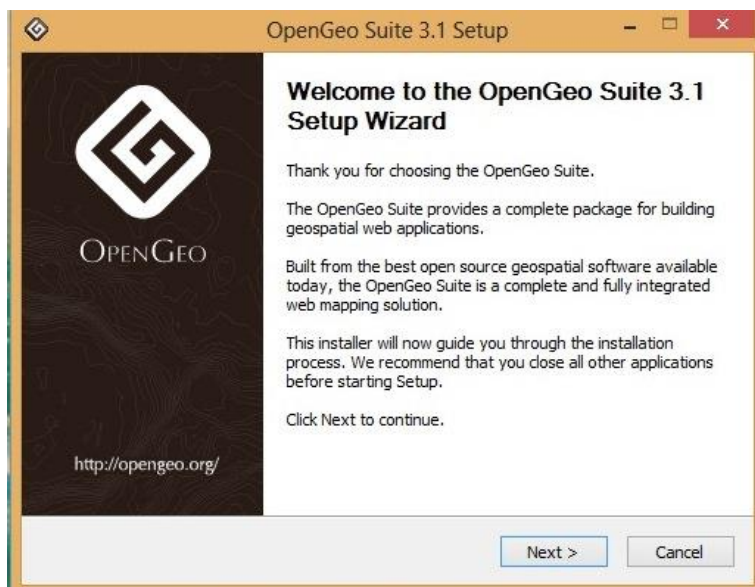 OpenGeo Suite 3.1 Setup
OPENGEO
http://opengeo.org/
Welcome to the OpenGeo Suite 3.1
Setup Wizard
Thank you for choosing the OpenGeo Suite.
The OpenGeo Suite provides a complete package for building
geospatial web applications.
Built from the best open source geospatial software available
today, the OpenGeo Suite is a complete and fully integrated
web mapping solution.
This installer will now guide you through the installation
process. We recommend that you close all other applications
before starting Setup.
Click Next to continue.
Next >
Cancel